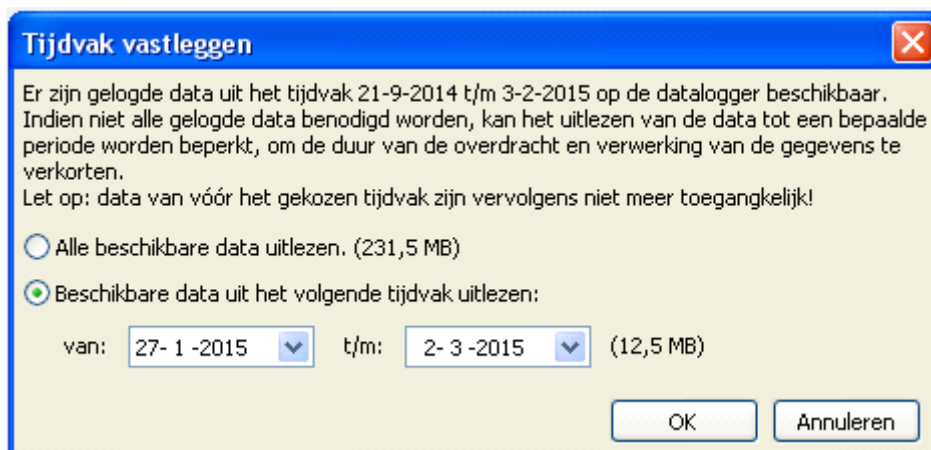 Tijdvak vastleggen
Er zijn gelogde data uit het tijdvak 21-9-2014 t/m 3-2-2015 op de datalogger beschikbaar.
Indien niet alle gelogde data benodigd worden, kan het uitlezen van de data tot een bepaalde
periode worden beperkt, om de duur van de overdracht en verwerking van de gegevens te
verkorten.
Let op: data van vóór het gekozen tijdvak zijn vervolgens niet meer toegangkelijk!
Alle beschikbare data uitlezen. (231,5 MB)
Beschikbare data uit het volgende tijdvak uitlezen:
van: 27- 1 -2015 t/m: 2- 3 -2015 (12,5 MB)
OK Annuleren